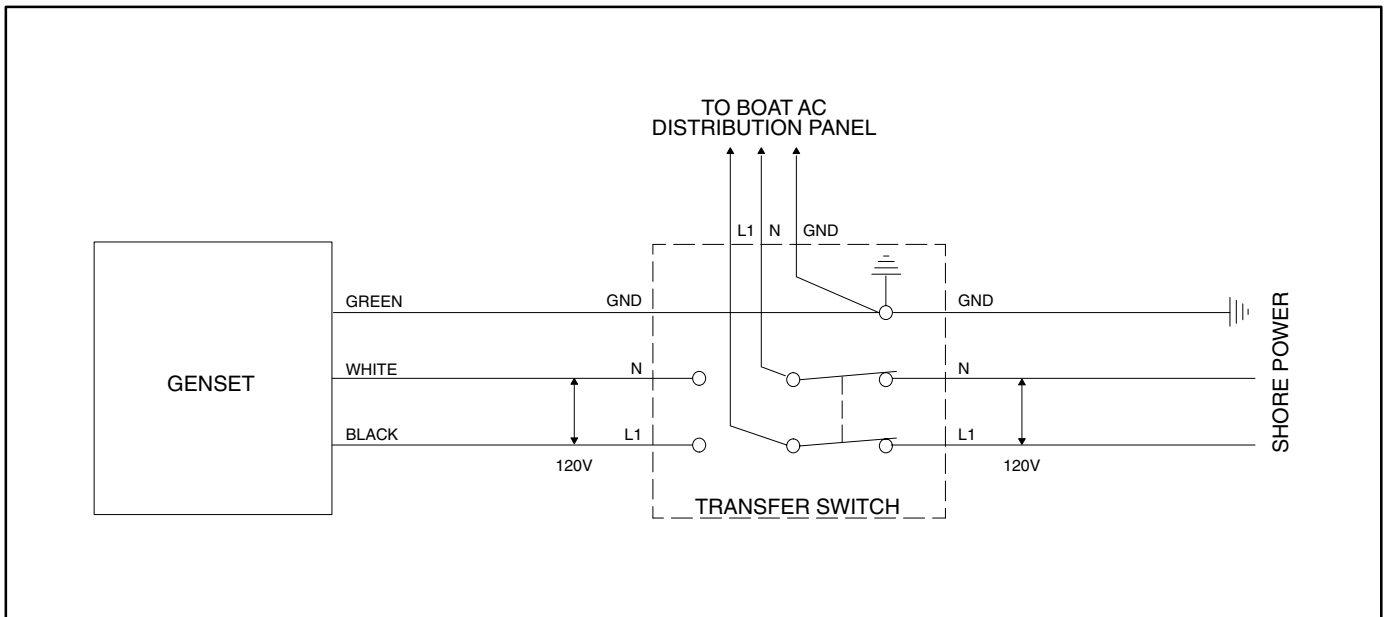 TO BOAT AC
DISTRIBUTION PANEL
L1 N GND
GREEN GND GND
WHITE N N
GENSET
BLACK L1 L1
120V 120V
TRANSFER SWITCH
SHORE POWER